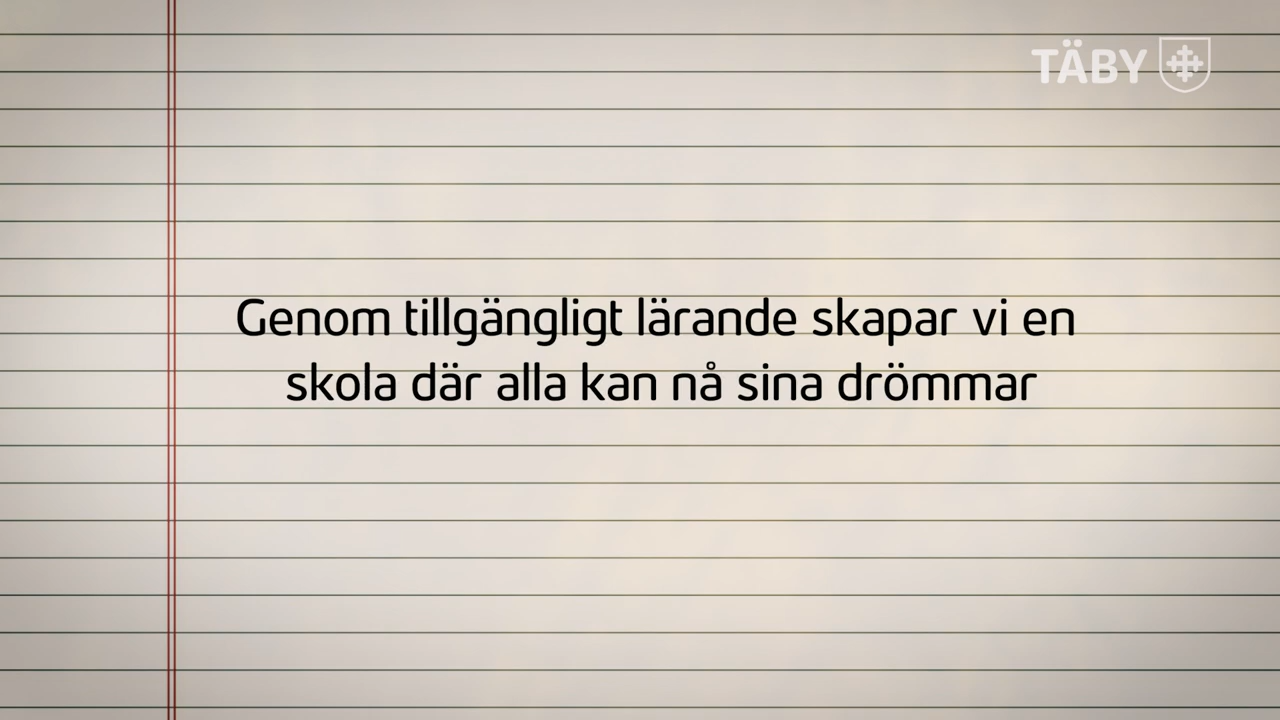 TÄBY
Genom tillgängligt lärande skapar vi en
skola där alla kan nå sina drömmar